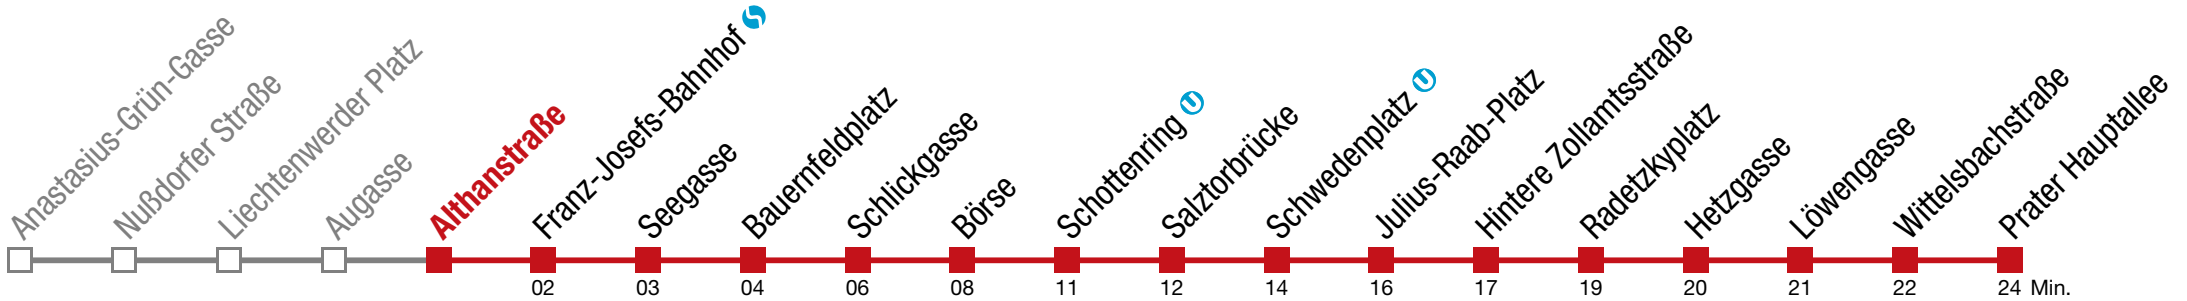 Anastasius-Grün-Gasse
Nußdorfer Straße
Liechtenwerder Platz
Augasse
Althanstraße
Franz-Josefs-Bahnhof S
Seegasse
Bauernfeldplatz
Schlickgasse
Börse
Schottenring U
Salztorbrücke
Schwedenplatz U
Julius-Raab-Platz
Hintere Zollamtsstraße
Radetzkyplatz
Hetzgasse
Löwengasse
Wittelsbachstraße
Prater Hauptallee
02 03 04 06 08 11 12 14 16 17 19 20 21 22 24 Min.